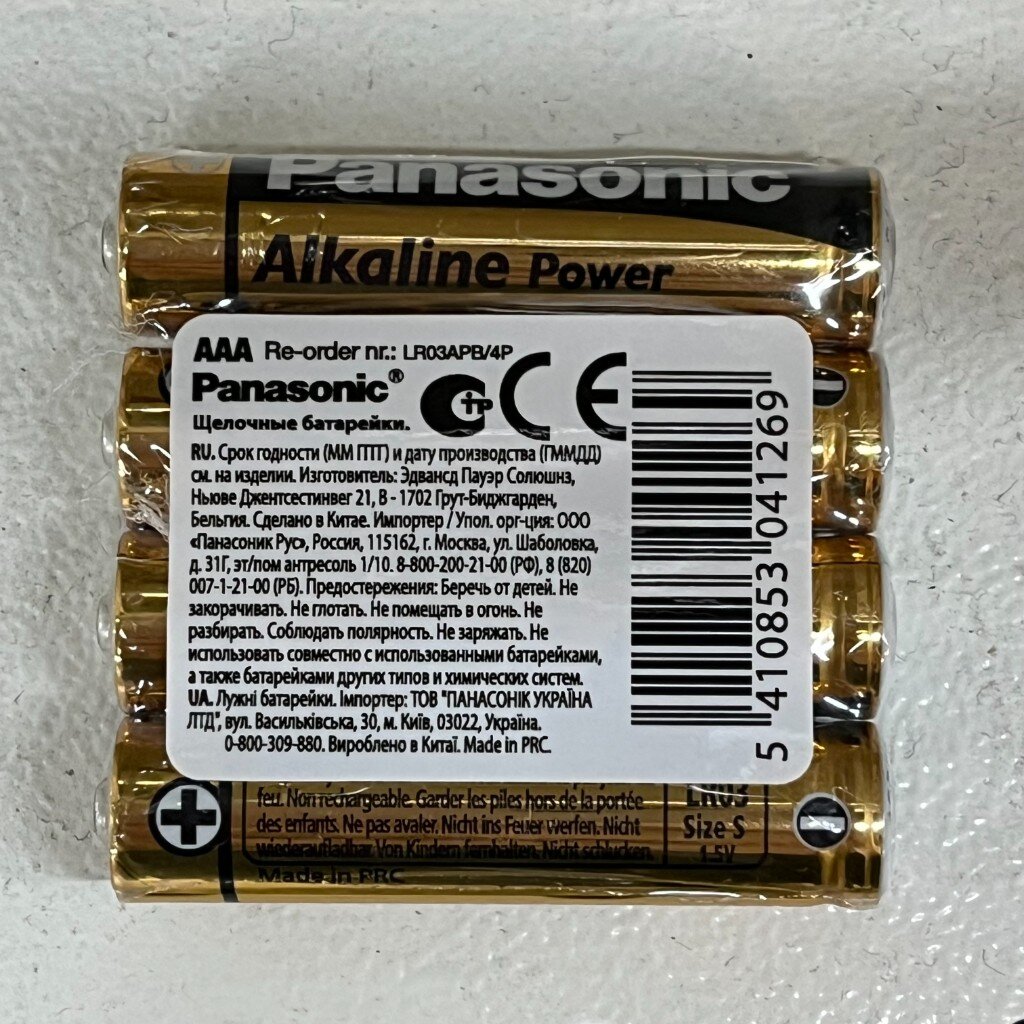 Panasonic
Alkaline Power
AAA Re-order nr.: LR03APB/4P
Panasonic®
Щелочные батарейки.
RU. Срок годности (ММ ГГГГ) и дату производства (ГММДД)
см. на изделии. Изготовитель: Эдвансд Пауэр Солюшнз,
Ньюве Джентсестинвег 21, В - 1702 Грут-Биджгарден,
Бельгия. Сделано в Китае. Импортер / Упол. орг-ция: ООО
«Панасоник Рус», Россия, 115162, г. Москва, ул. Шаболовка,
д. 31Г, эт/пом антресоль 1/10. 8-800-200-21-00 (РФ), 8 (820)
007-1-21-00 (РБ). Предостережения: Беречь от детей. Не
закорачивать. Не глотать. Не помещать в огонь. Не
разбирать. Соблюдать полярность. Не заряжать. Не
использовать совместно с использованными батарейками,
а также батарейками других типов и химических систем.
UA. Лужні батарейки. Імпортер: ТОВ "ПАНАСОНІК УКРАЇНА
ЛТД", вул. Васильківська, 30, м. Київ, 03022, Україна.
0-800-309-880. Вироблено в Китаї. Made in PRC.
CE
5 410853 041269
feu. Non rechargeable. Garder les piles hors de la portée
des enfants. Ne pas avaler. Nicht ins Feuer werfen. Nicht
wiederaufladbar. Von Kindern fernhalten. Nicht schlucken.
Made in PRC
LR03
Size S
1.5V